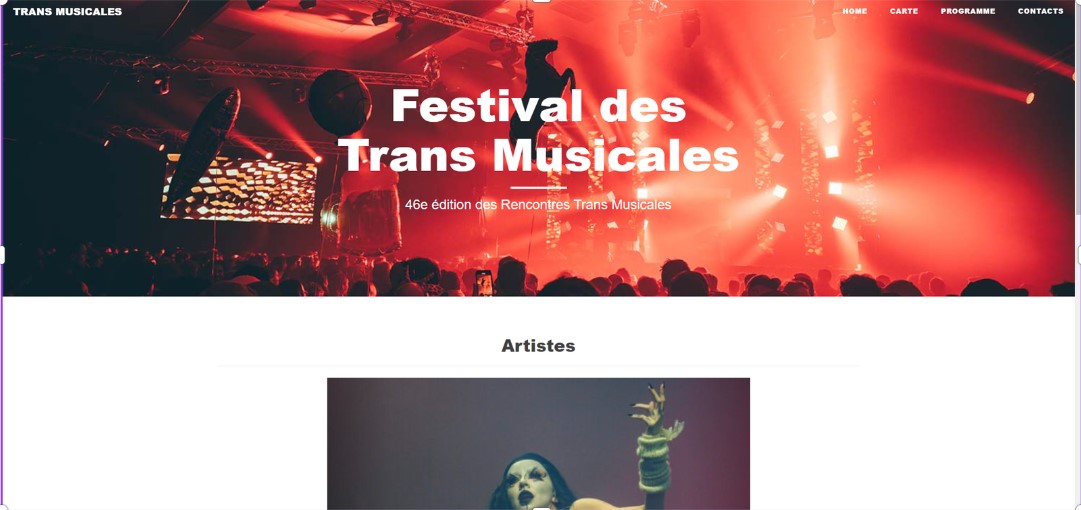 TRANS MUSICALES
HOME CARTE PROGRAMME CONTACTS
Festival des
Trans Musicales
46e édition des Rencontres Trans Musicales
Artistes